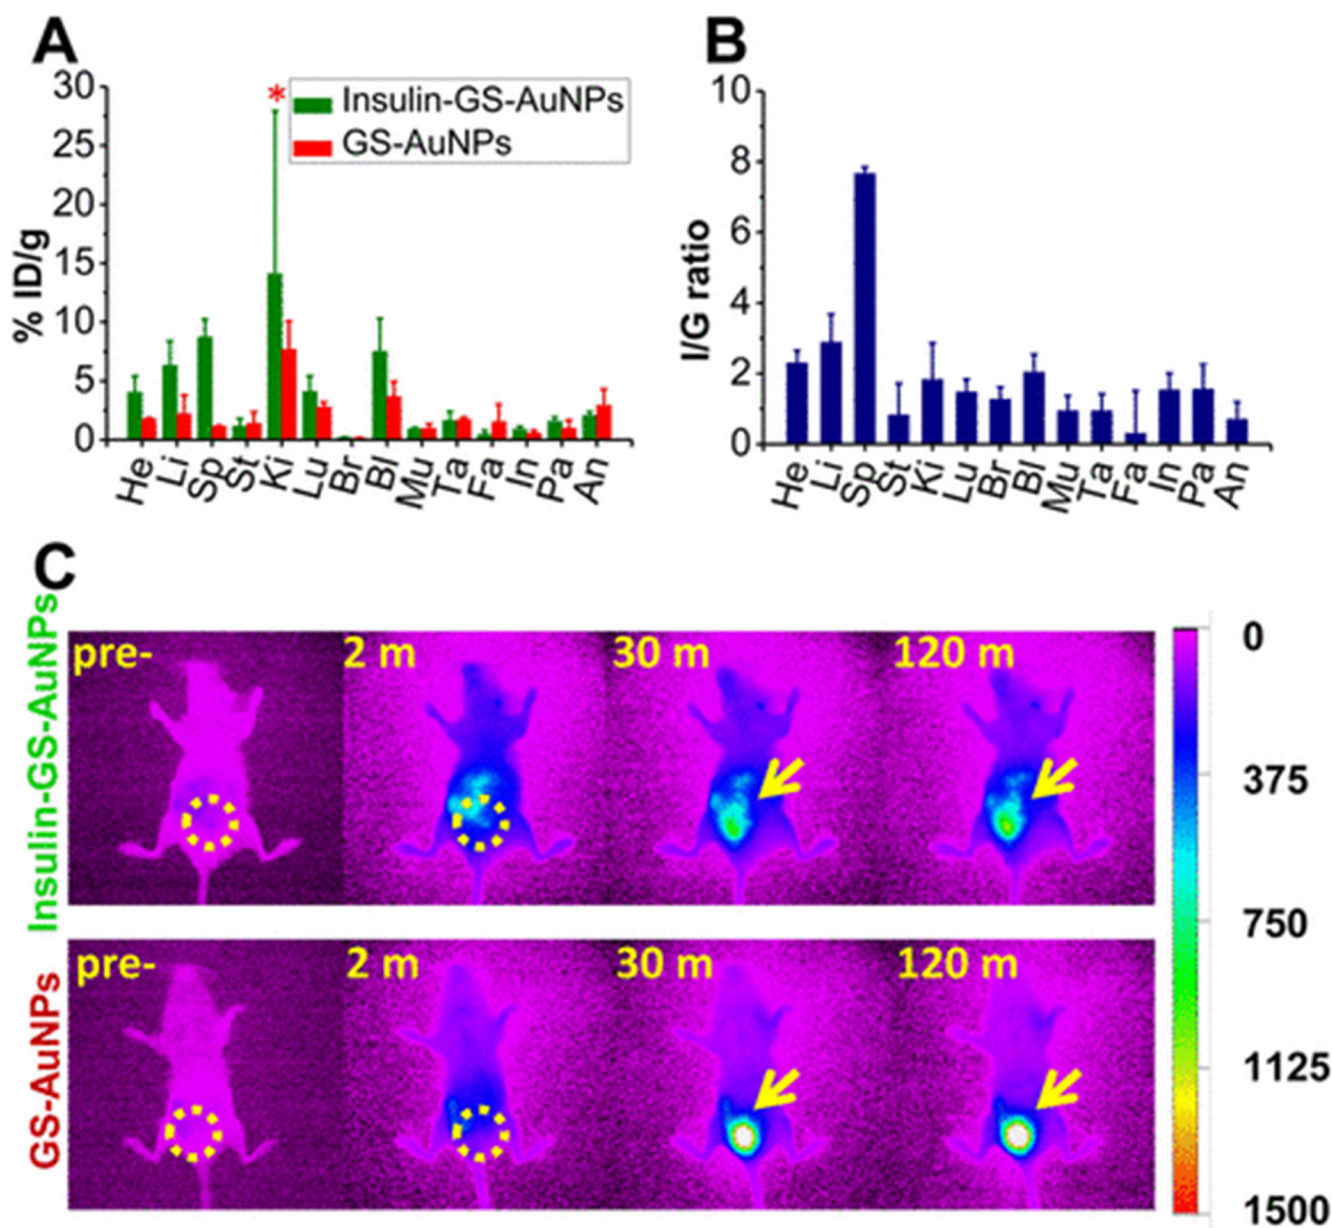 A
% ID/g
30
25
20
15
10
5
0
*
Insulin-GS-AuNPs
GS-AuNPs
He Li Sp St Ki Lu Br Bl Mu Ta Fa In Pa An
B
I/G ratio
10
8
6
4
2
0
He Li Sp St Ki Lu Br Bl Mu Ta Fa In Pa An
C
Insulin-GS-AuNPs
pre- 2 m 30 m 120 m
GS-AuNPs
pre- 2 m 30 m 120 m
0
375
750
1125
1500